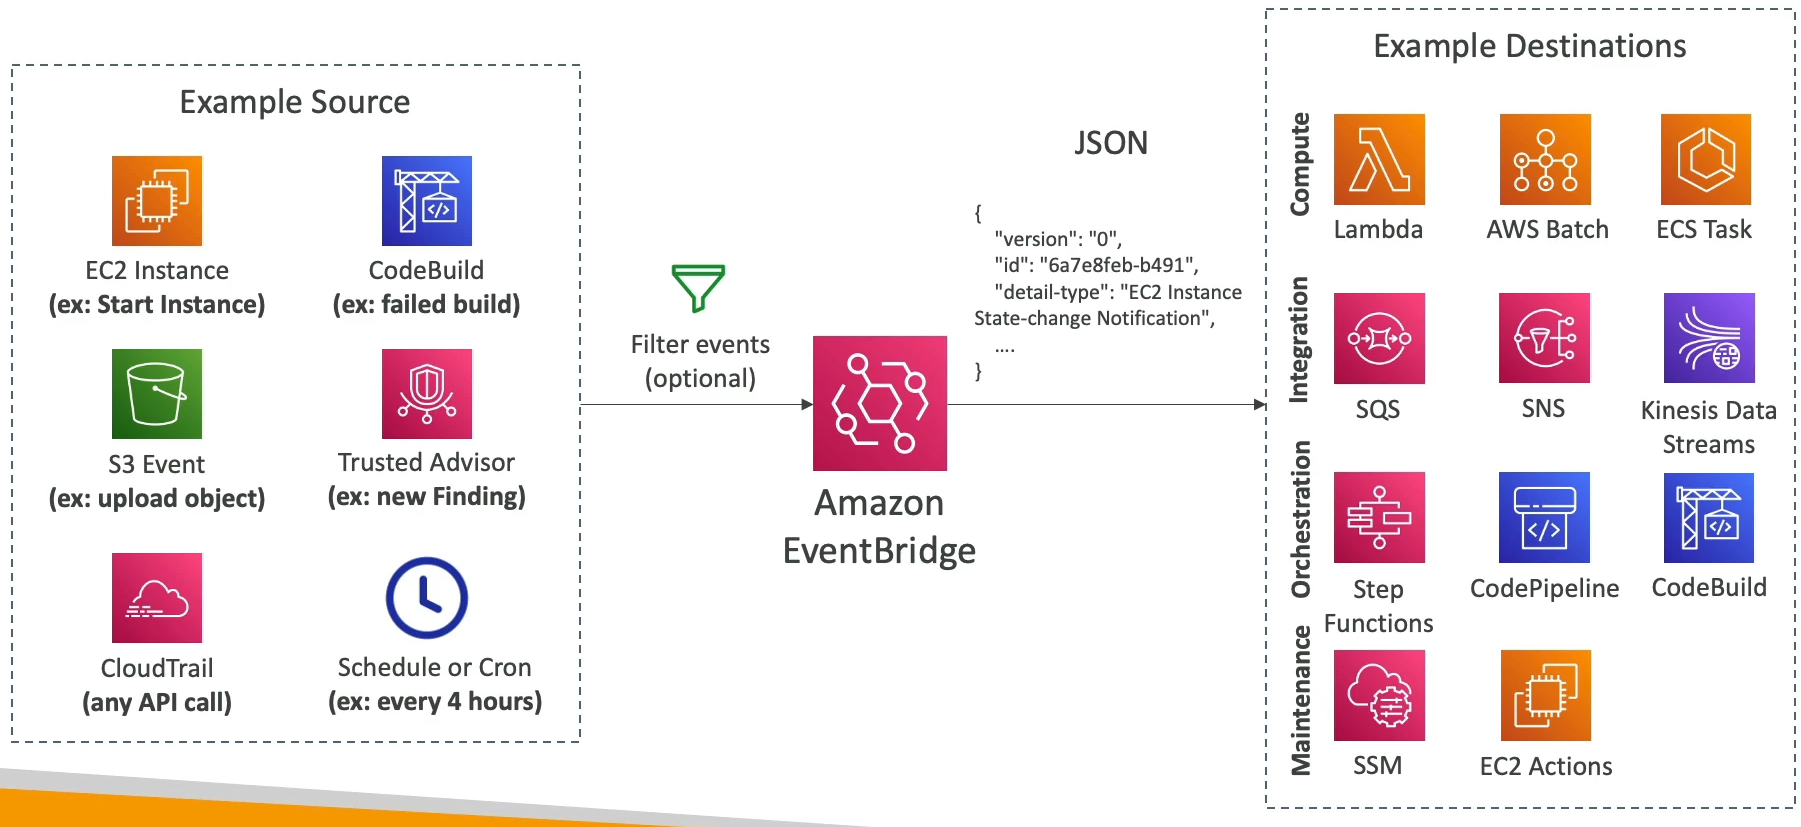 Example Source
EC2 Instance
(ex: Start Instance)
CodeBuild
(ex: failed build)
S3 Event
(ex: upload object)
Trusted Advisor
(ex: new Finding)
CloudTrail
(any API call)
Schedule or Cron
(ex: every 4 hours)
Filter events
(optional)
Amazon
EventBridge
JSON
{
"version": "0",
"id": "6a7e8feb-b491",
"detail-type": "EC2 Instance
State-change Notification",
....
}
Example Destinations
Compute
Lambda
AWS Batch
ECS Task
Integration
SQS
SNS
Kinesis Data
Streams
Orchestration
Step
Functions
CodePipeline
CodeBuild
Maintenance
SSM
EC2 Actions